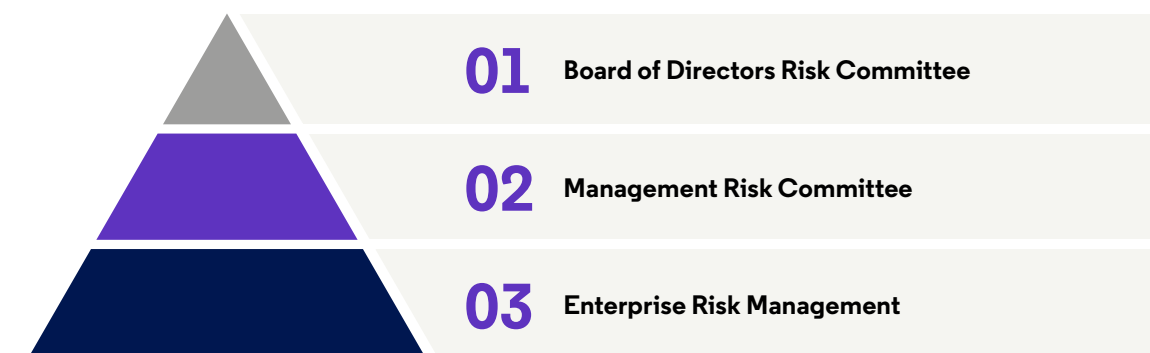 01 Board of Directors Risk Committee
02 Management Risk Committee
03 Enterprise Risk Management